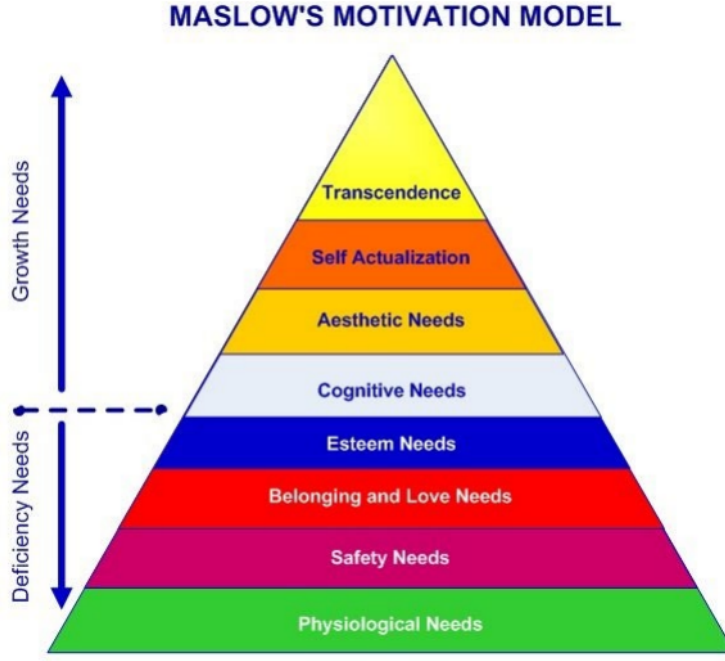 MASLOW'S MOTIVATION MODEL
Growth Needs
Deficiency Needs
Transcendence
Self Actualization
Aesthetic Needs
Cognitive Needs
Esteem Needs
Belonging and Love Needs
Safety Needs
Physiological Needs